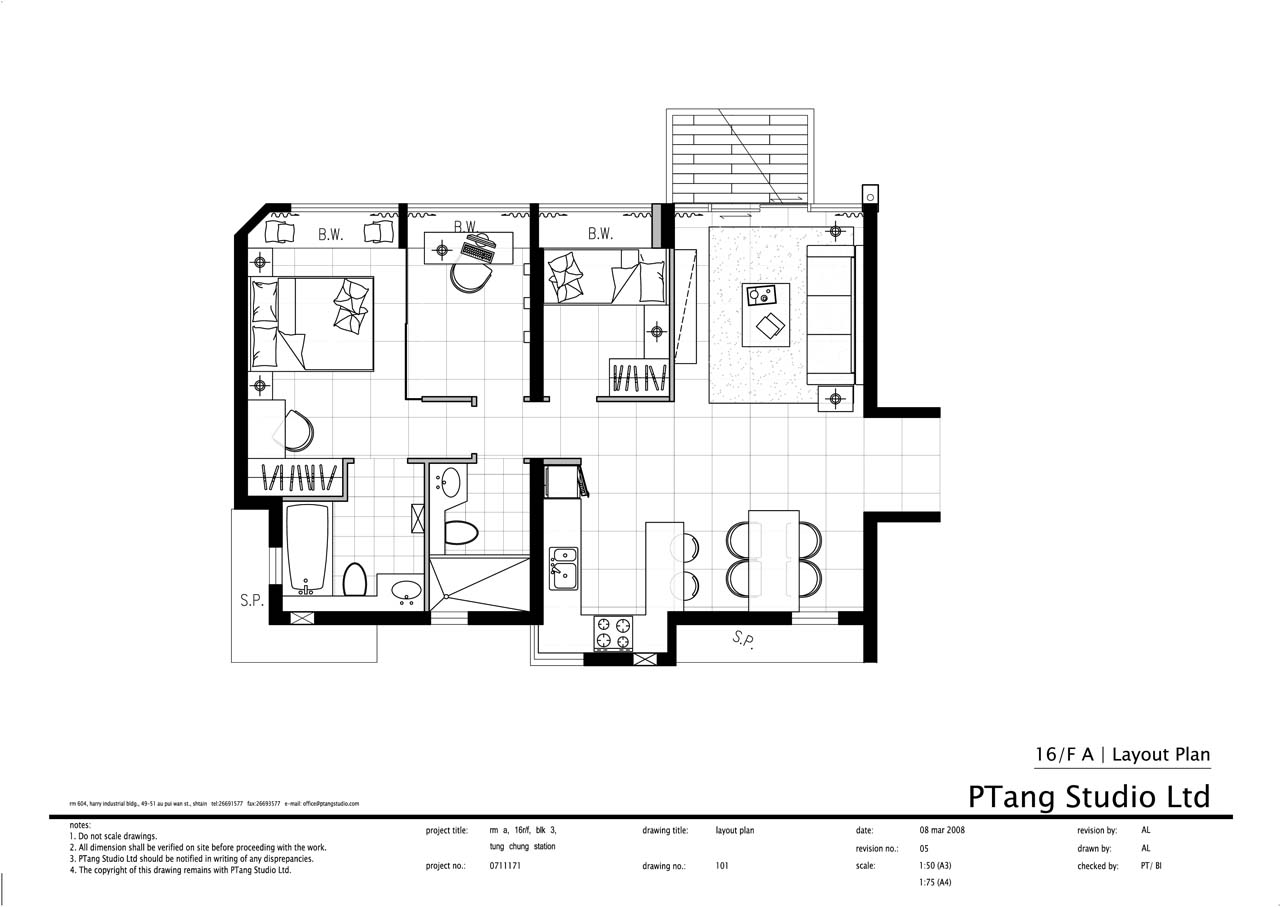 B.W.
B.W.
B.W.
S.P.
S.P.
16/F A | Layout Plan
PTang Studio Ltd
rm 604, harry industrial bldg., 49-51 au pui wan st., shtain tel:26691577 fax:26693577 e-mail: office@ptangstudio.com
notes:
1. Do not scale drawings.
2. All dimension shall be verified on site before proceeding with the work.
3. PTang Studio Ltd should be notified in writing of any disprepancies.
4. The copyright of this drawing remains with PTang Studio Ltd.
project title: rm a, 16r/f, blk 3,
tung chung station
project no.: 0711171
drawing title: layout plan
drawing no.: 101
date: 08 mar 2008
revision no.: 05
scale: 1:50 (A3)
1:75 (A4)
revision by: AL
drawn by: AL
checked by: PT/ BI